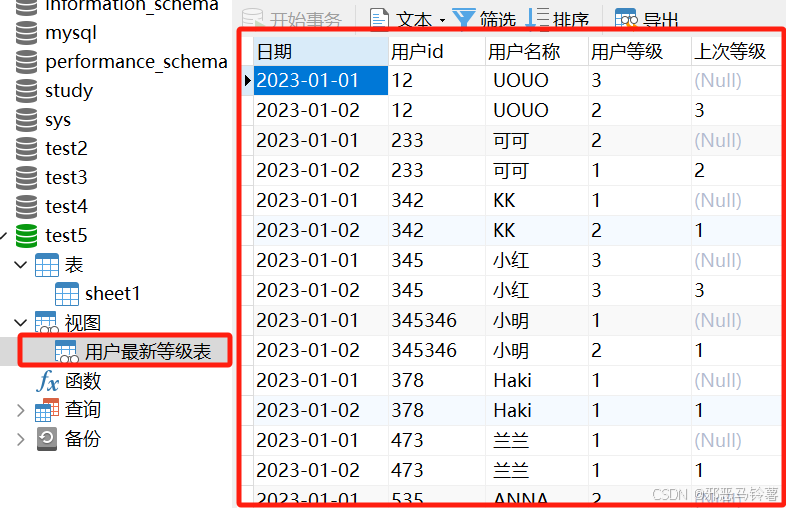 information_schema
mysql
performance_schema
study
sys
test2
test3
test4
test5
表
sheet1
视图
用户最新等级表
函数
查询
备份
开始事务 文本 筛选 排序 导出
日期 用户id 用户名称 用户等级 上次等级
2023-01-01 12 UOUO 3 (Null)
2023-01-02 12 UOUO 2 3
2023-01-01 233 可可 2 (Null)
2023-01-02 233 可可 1 2
2023-01-01 342 KK 1 (Null)
2023-01-02 342 KK 2 1
2023-01-01 345 小红 3 (Null)
2023-01-02 345 小红 3 3
2023-01-01 345346 小明 1 (Null)
2023-01-02 345346 小明 2 1
2023-01-01 378 Haki 1 (Null)
2023-01-02 378 Haki 1 1
2023-01-01 473 兰兰 1 (Null)
2023-01-02 473 兰兰 1 1
2023-01-01 535 ANNA 2
CSDN @邪恶马铃薯